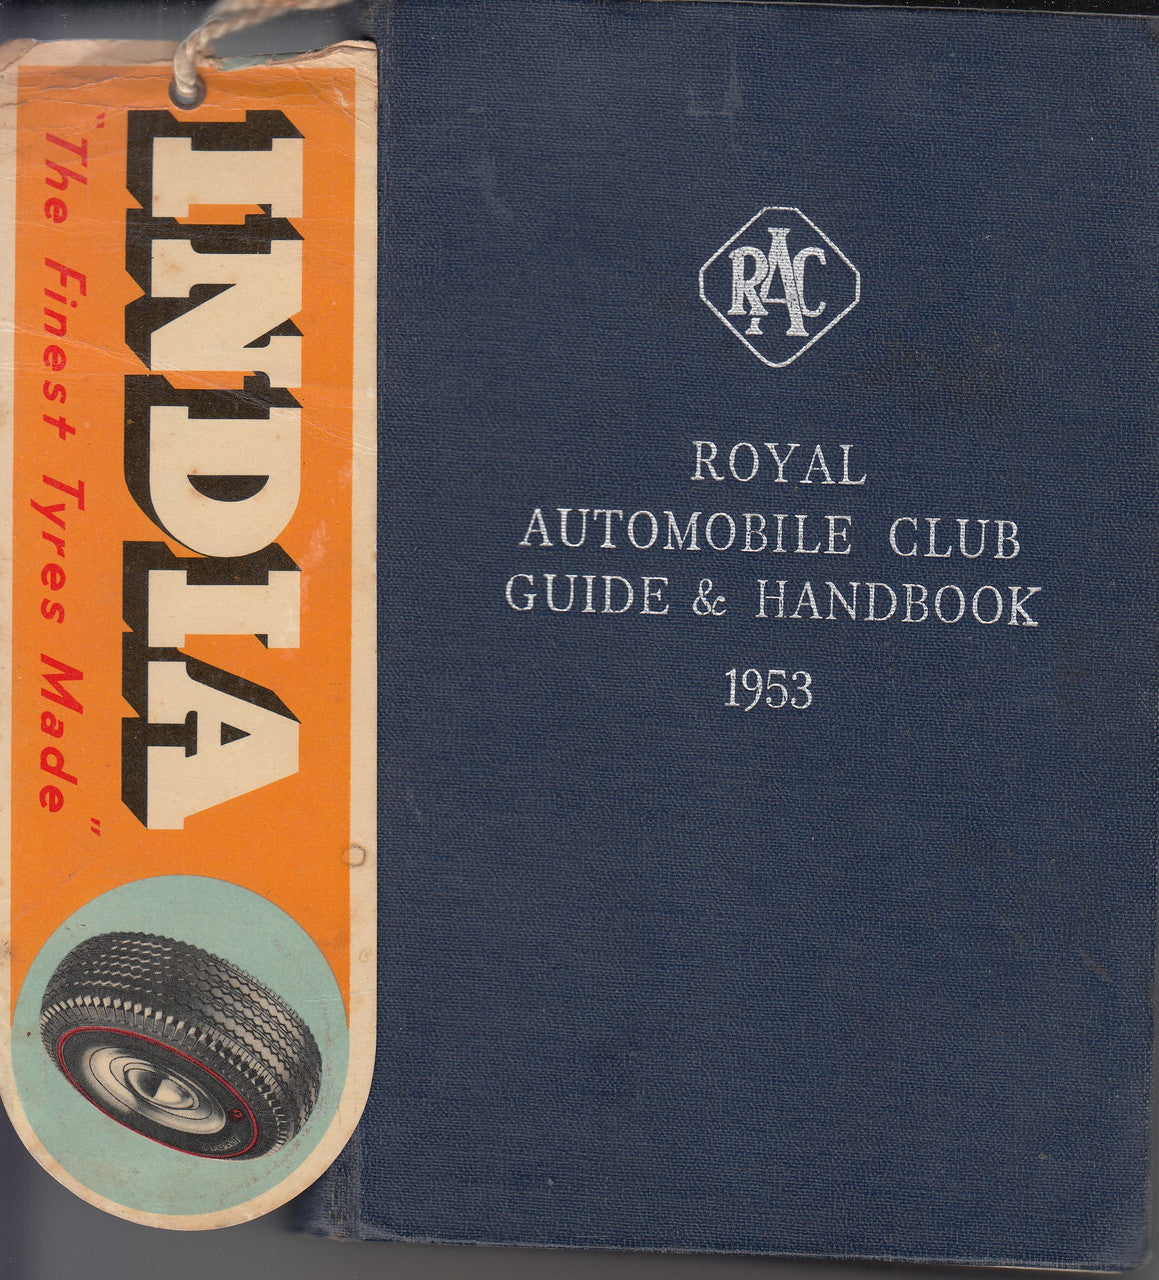 INDIA
"The Finest Tyres Made"
RAC
ROYAL
AUTOMOBILE CLUB
GUIDE & HANDBOOK
1953